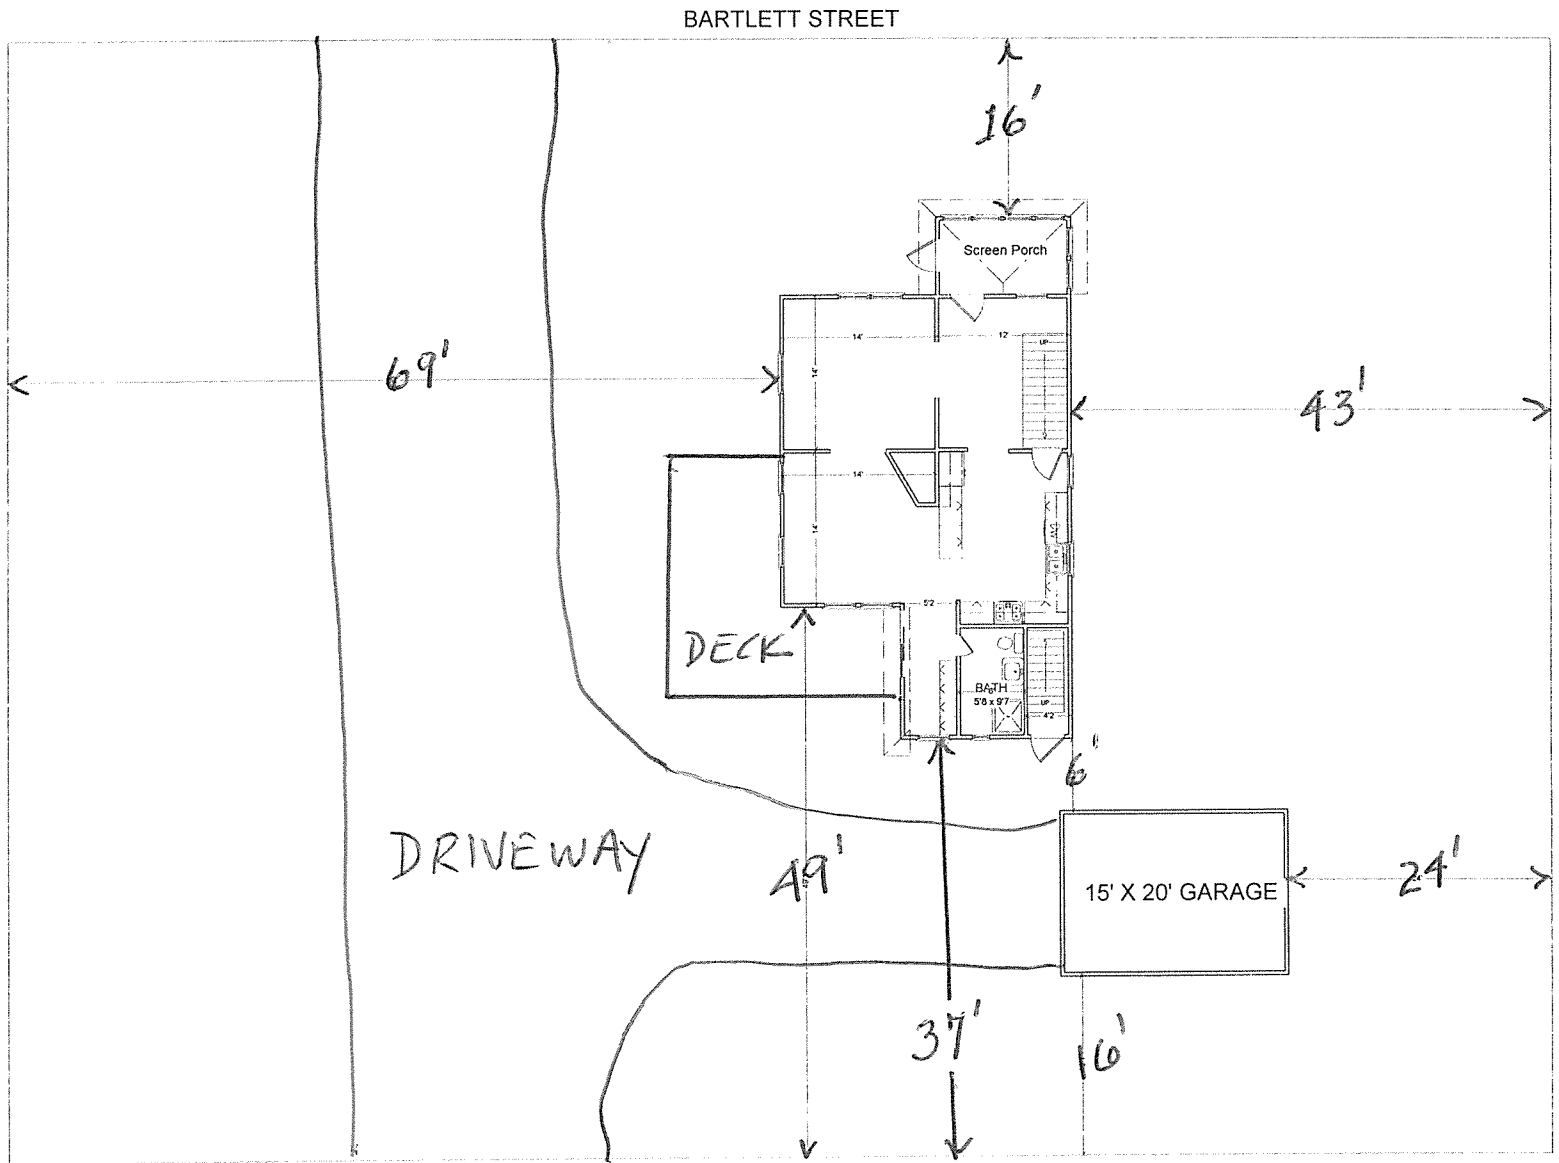 BARTLETT STREET
16'
Screen Porch
14'
12'
UP
69'
14'
43'
14'
14'
DW
5'2
DECK
BATH
5'8 x 9'7
UP
4'2
6'
DRIVEWAY
49'
15' X 20' GARAGE
24'
37'
16'